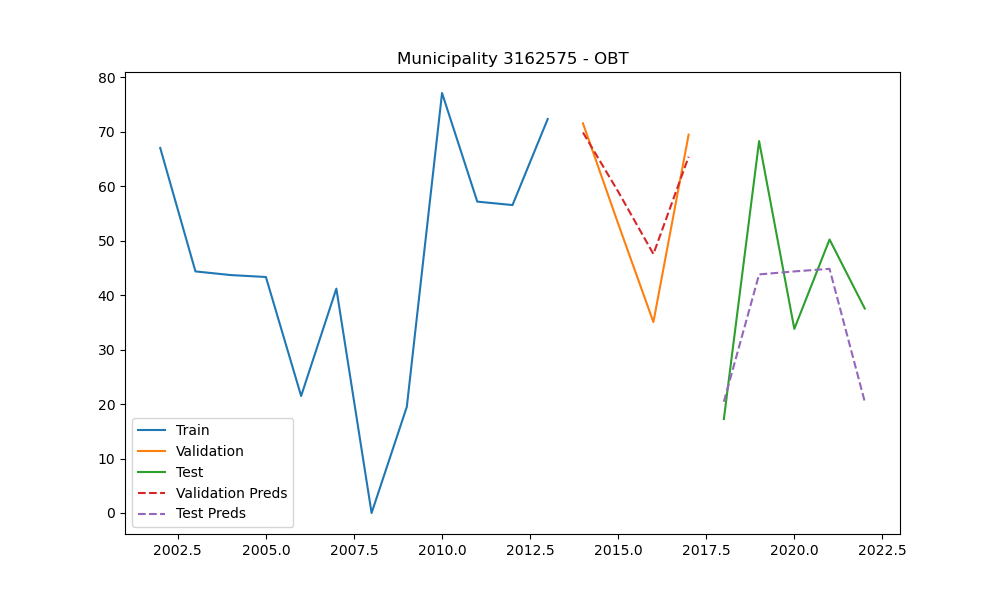 Municipality 3162575 - OBT
80
70
60
50
40
30
20
10
0
Train
Validation
Test
Validation Preds
Test Preds
2002.5 2005.0 2007.5 2010.0 2012.5 2015.0 2017.5 2020.0 2022.5